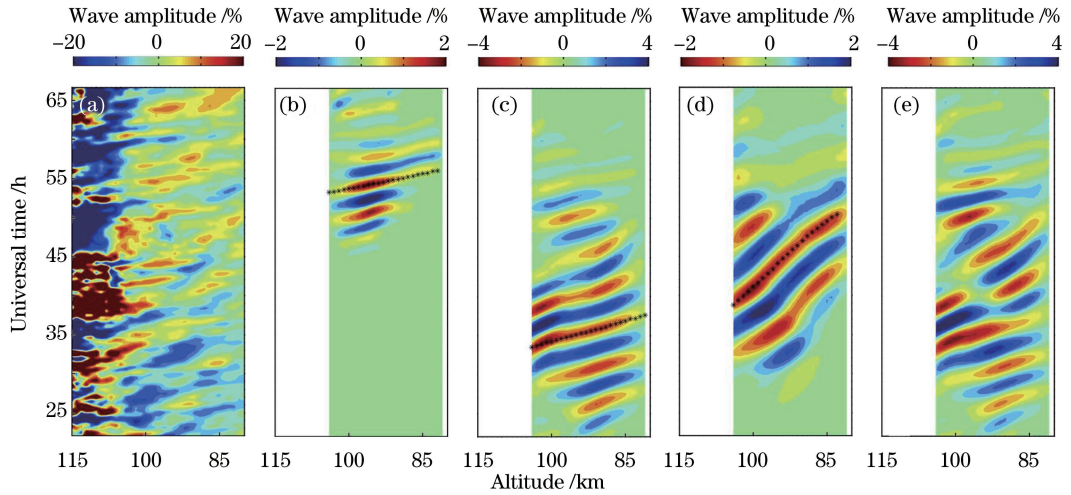 Wave amplitude /% Wave amplitude /% Wave amplitude /% Wave amplitude /% Wave amplitude /%
−20 0 20 −2 0 2 −4 0 4 −2 0 2 −4 0 4
(a) (b) (c) (d) (e)
65
55
45
35
25
Universal time /h
115 100 85 115 100 85 115 100 85 115 100 85 115 100 85
Altitude /km